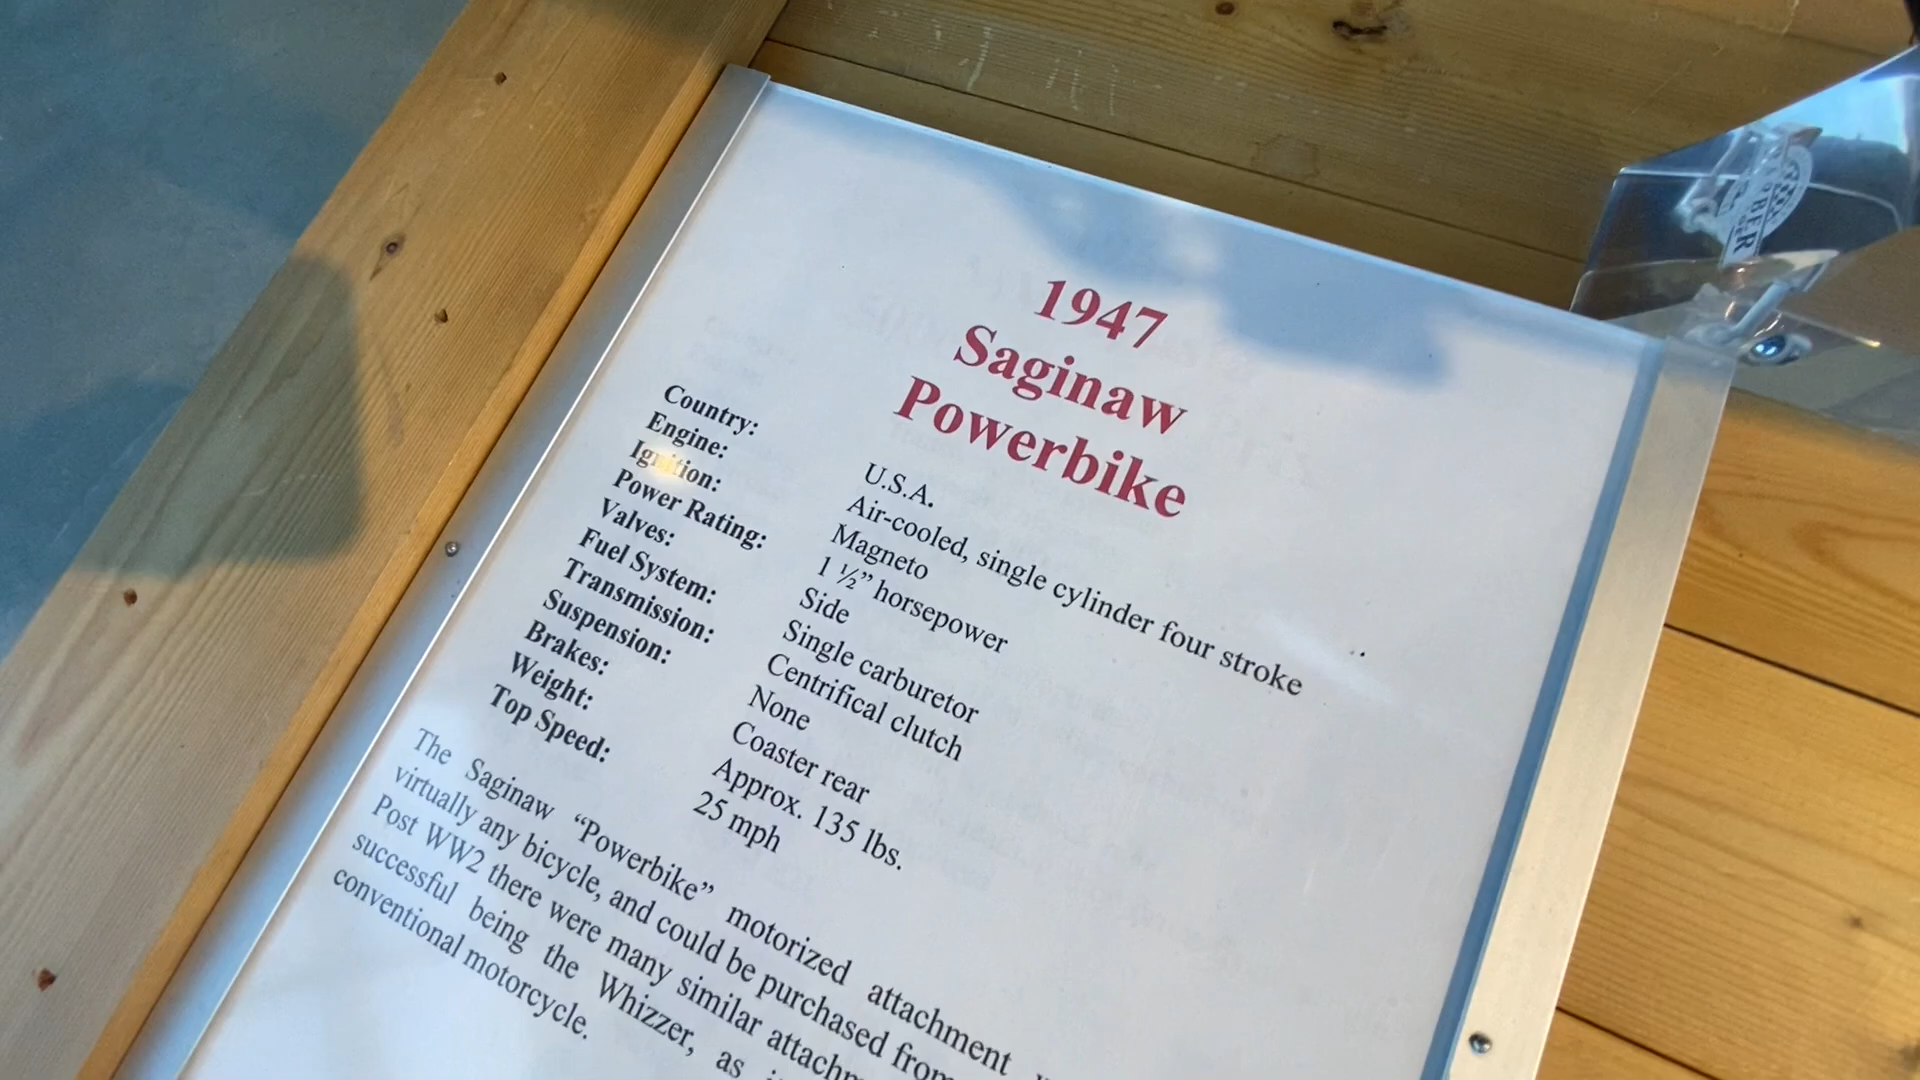 1947
Saginaw
Powerbike
Country: U.S.A.
Engine: Air-cooled, single cylinder four stroke
Ignition: Magneto
Power Rating: 1 ½” horsepower
Valves: Side
Fuel System: Single carburetor
Transmission: Centrifical clutch
Suspension: None
Brakes: Coaster rear
Weight: Approx. 135 lbs.
Top Speed: 25 mph
The Saginaw “Powerbike” motorized attachment
virtually any bicycle, and could be purchased from
Post WW2 there were many similar
successful being the Whizzer, as
conventional motorcycle.